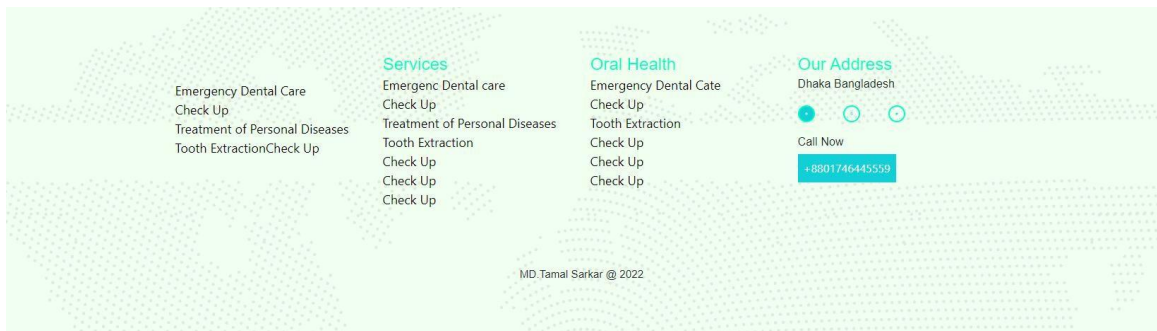 Emergency Dental Care
Check Up
Treatment of Personal Diseases
Tooth ExtractionCheck Up
Services
Emergenc Dental care
Check Up
Treatment of Personal Diseases
Tooth Extraction
Check Up
Check Up
Check Up
Oral Health
Emergency Dental Cate
Check Up
Tooth Extraction
Check Up
Check Up
Check Up
Our Address
Dhaka Bangladesh
Call Now
+8801746445559
MD.Tamal Sarkar @ 2022